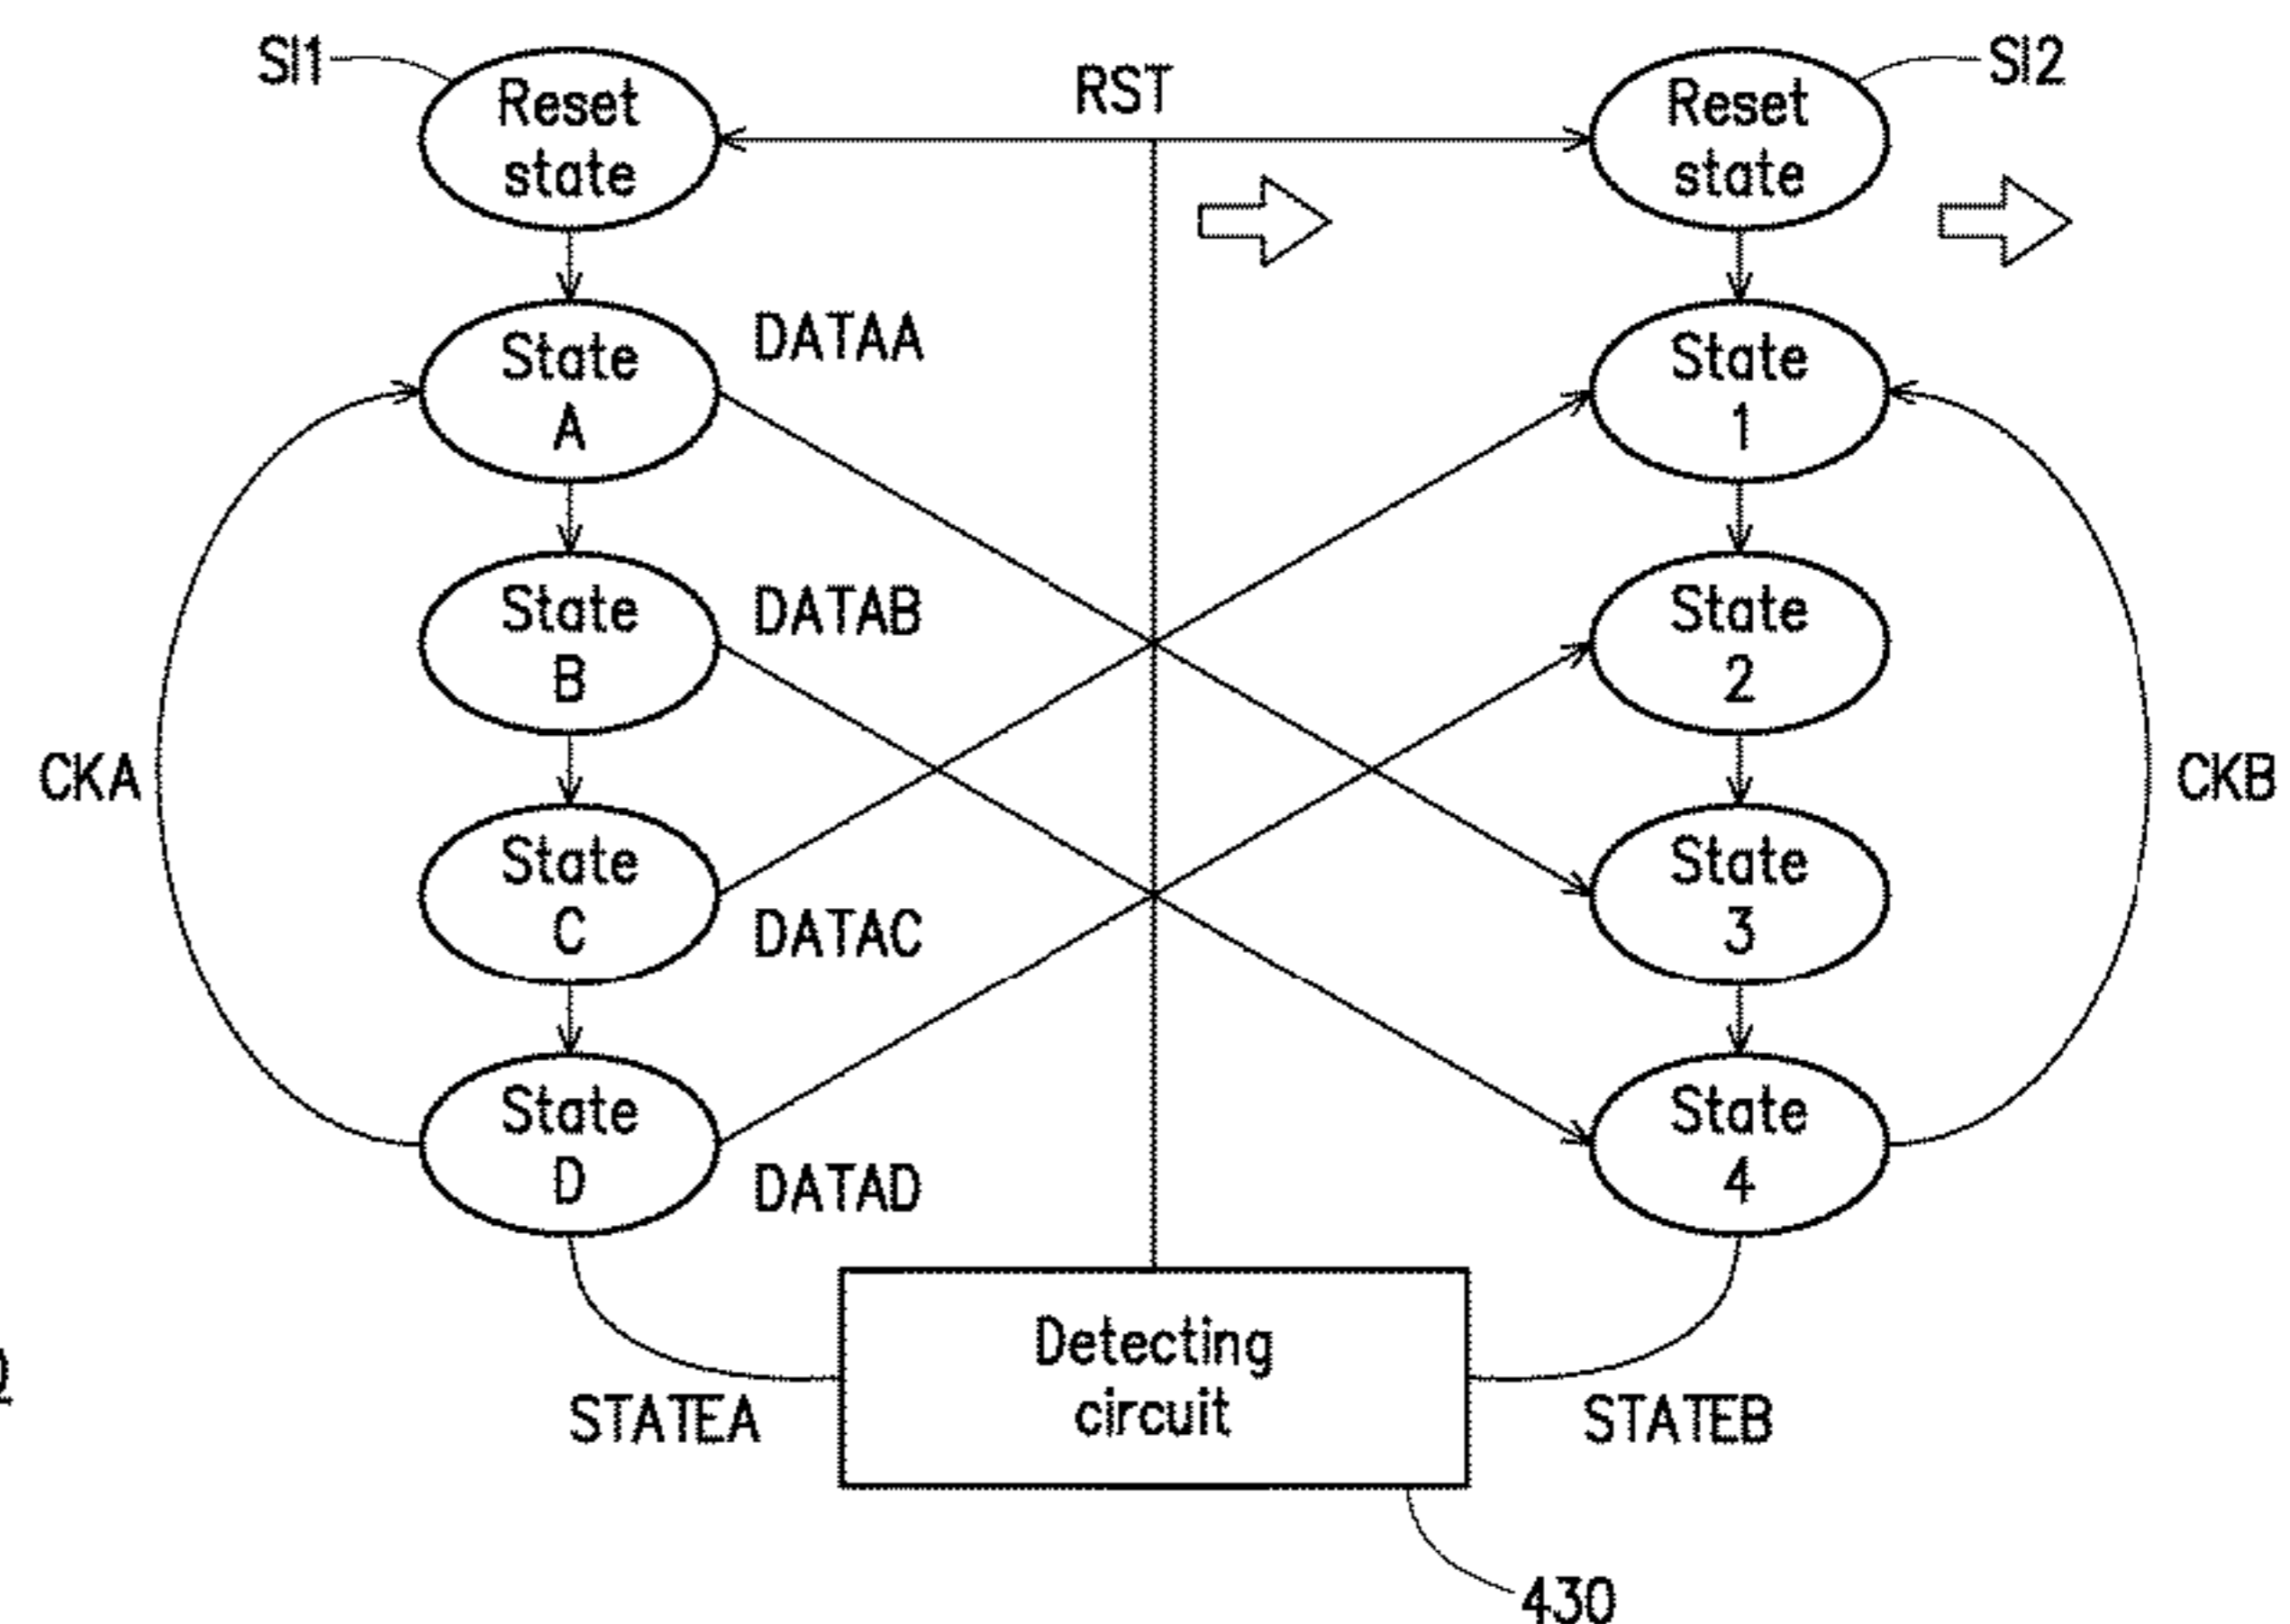 SI1
Reset
state
RST
Reset
state
SI2
State
A
DATAA
State
1
State
B
DATAB
State
2
CKA
CKB
State
C
DATAC
State
3
State
D
DATAD
State
4
STATEA
Detecting
circuit
STATEB
430